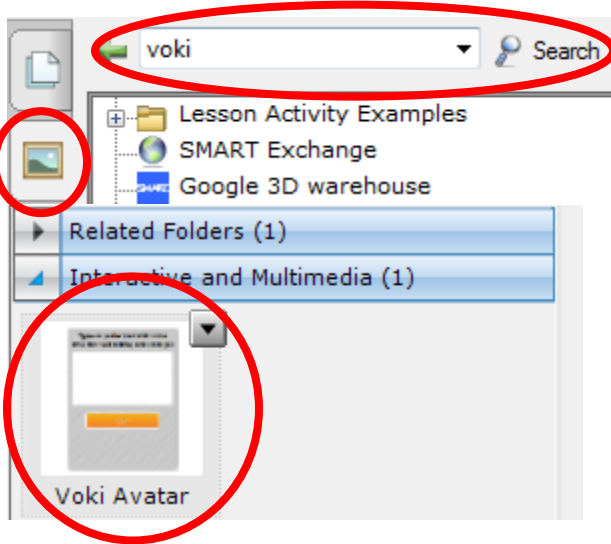 voki
Search
Lesson Activity Examples
SMART Exchange
SMART
Google 3D warehouse
Related Folders (1)
Interactive and Multimedia (1)
Voki Avatar